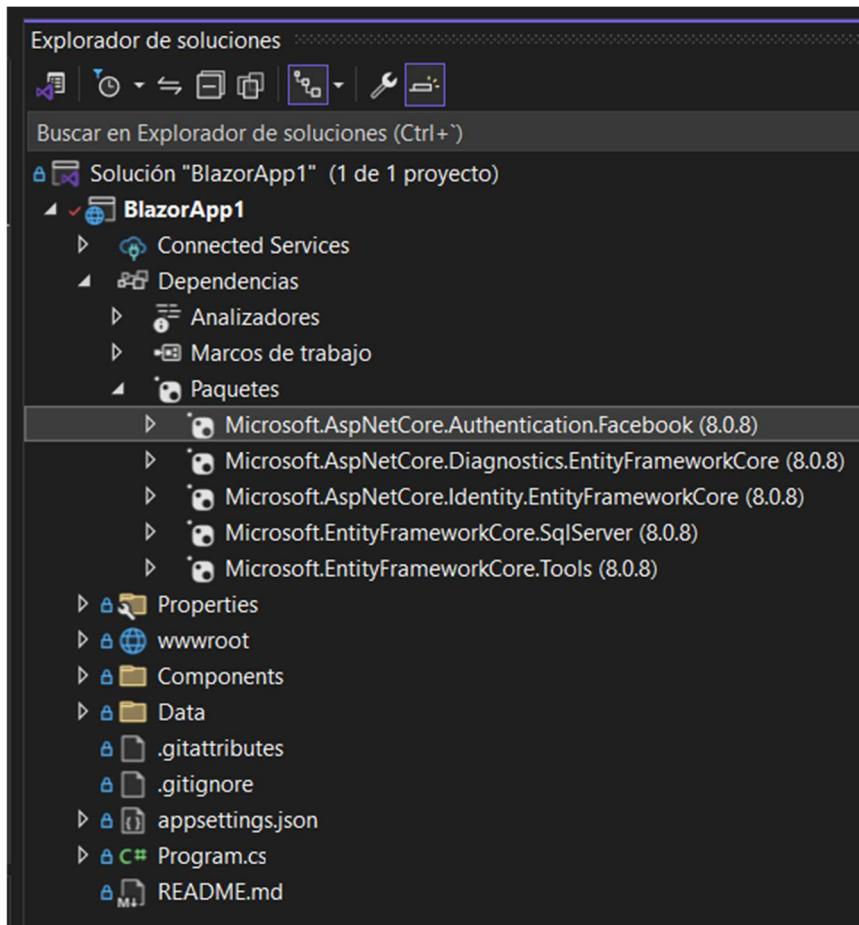 Explorador de soluciones
Buscar en Explorador de soluciones (Ctrl+`)
Solución "BlazorApp1" (1 de 1 proyecto)
BlazorApp1
Connected Services
Dependencias
Analizadores
Marcos de trabajo
Paquetes
Microsoft.AspNetCore.Authentication.Facebook (8.0.8)
Microsoft.AspNetCore.Diagnostics.EntityFrameworkCore (8.0.8)
Microsoft.AspNetCore.Identity.EntityFrameworkCore (8.0.8)
Microsoft.EntityFrameworkCore.SqlServer (8.0.8)
Microsoft.EntityFrameworkCore.Tools (8.0.8)
Properties
wwwroot
Components
Data
.gitattributes
.gitignore
appsettings.json
C# Program.cs
M↓ README.md